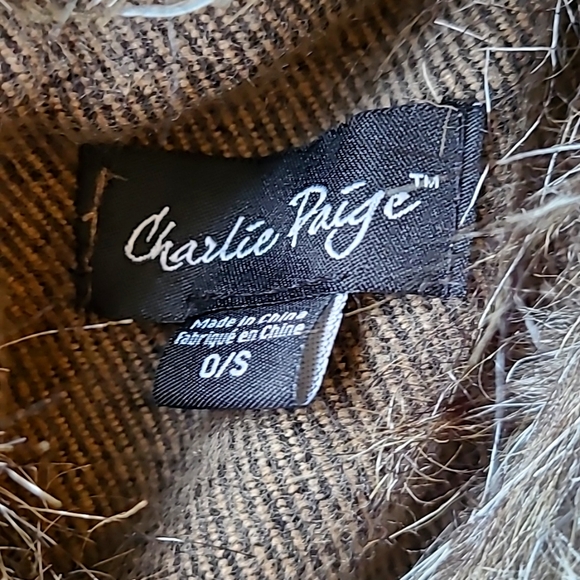 Charlie Paige™
Made in China
Fabriqué en Chine
O/S